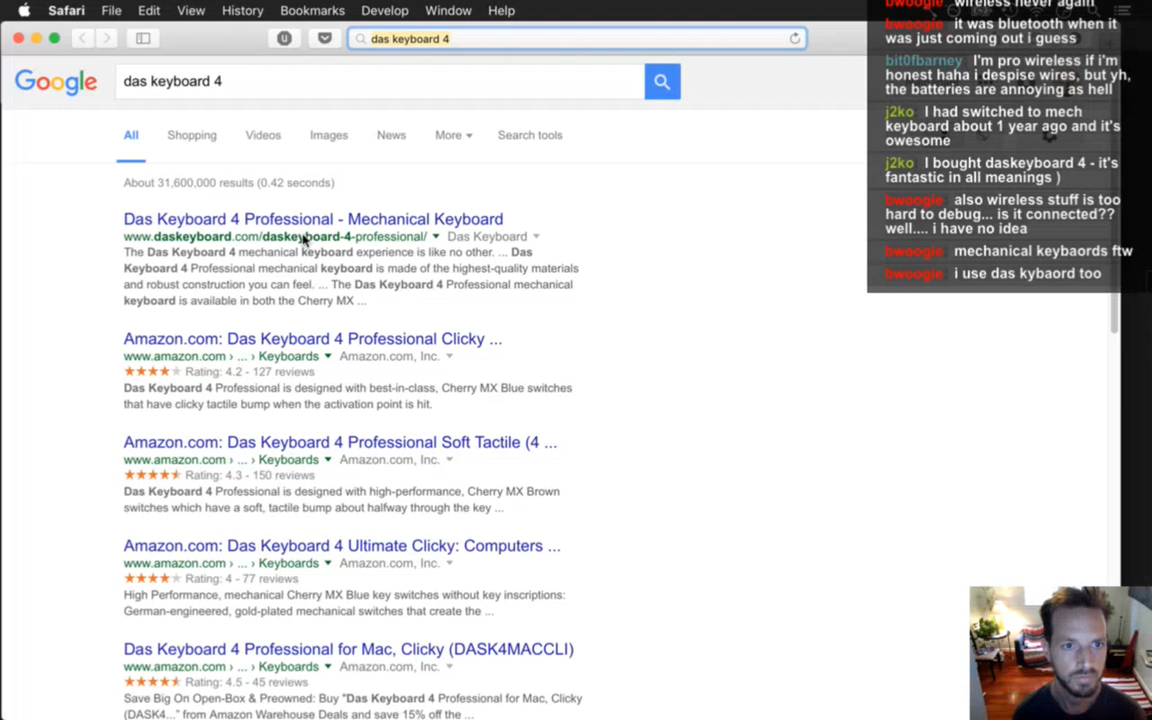 Safari File Edit View History Bookmarks Develop Window Help
das keyboard 4
Google das keyboard 4
All Shopping Videos Images News More Search tools
About 31,600,000 results (0.42 seconds)
Das Keyboard 4 Professional - Mechanical Keyboard
www.daskeyboard.com/daskeyboard-4-professional/ Das Keyboard
The Das Keyboard 4 mechanical keyboard experience is like no other. ... Das
Keyboard 4 Professional mechanical keyboard is made of the highest-quality materials
and robust construction you can feel. ... The Das Keyboard 4 Professional mechanical
keyboard is available in both the Cherry MX ...
Amazon.com: Das Keyboard 4 Professional Clicky ...
www.amazon.com › ... › Keyboards Amazon.com, Inc.
Rating: 4.2 - 127 reviews
Das Keyboard 4 Professional is designed with best-in-class, Cherry MX Blue switches
that have clicky tactile bump when the activation point is hit.
Amazon.com: Das Keyboard 4 Professional Soft Tactile (4 ...
www.amazon.com › ... › Keyboards Amazon.com, Inc.
Rating: 4.3 - 150 reviews
Das Keyboard 4 Professional is designed with high-performance, Cherry MX Brown
switches which have a soft, tactile bump about halfway through the key ...
Amazon.com: Das Keyboard 4 Ultimate Clicky: Computers ...
www.amazon.com › ... › Keyboards Amazon.com, Inc.
Rating: 4 - 77 reviews
High Performance, mechanical Cherry MX Blue key switches without key inscriptions:
German-engineered, gold-plated mechanical switches that create the ...
Das Keyboard 4 Professional for Mac, Clicky (DASK4MACCLI)
www.amazon.com › ... › Keyboards Amazon.com, Inc.
Rating: 4.5 - 45 reviews
Save Big On Open-Box & Preowned: Buy "Das Keyboard 4 Professional for Mac, Clicky
(DASK4..." from Amazon Warehouse Deals and save 15% off the ...
bwoogie wireless never again
bwoogie it was bluetooth when it
was just coming out i guess
bit0fbarney I'm pro wireless if i'm
honest haha i despise wires, but yh,
the batteries are annoying as hell
j2ko I had switched to mech
keyboard about 1 year ago and it's
owesome
j2ko I bought daskeyboard 4 - it's
fantastic in all meanings )
bwoogie also wireless stuff is too
hard to debug... is it connected??
well.... i have no idea
bwoogie mechanical keybaords ftw
bwoogie i use das kybaord too